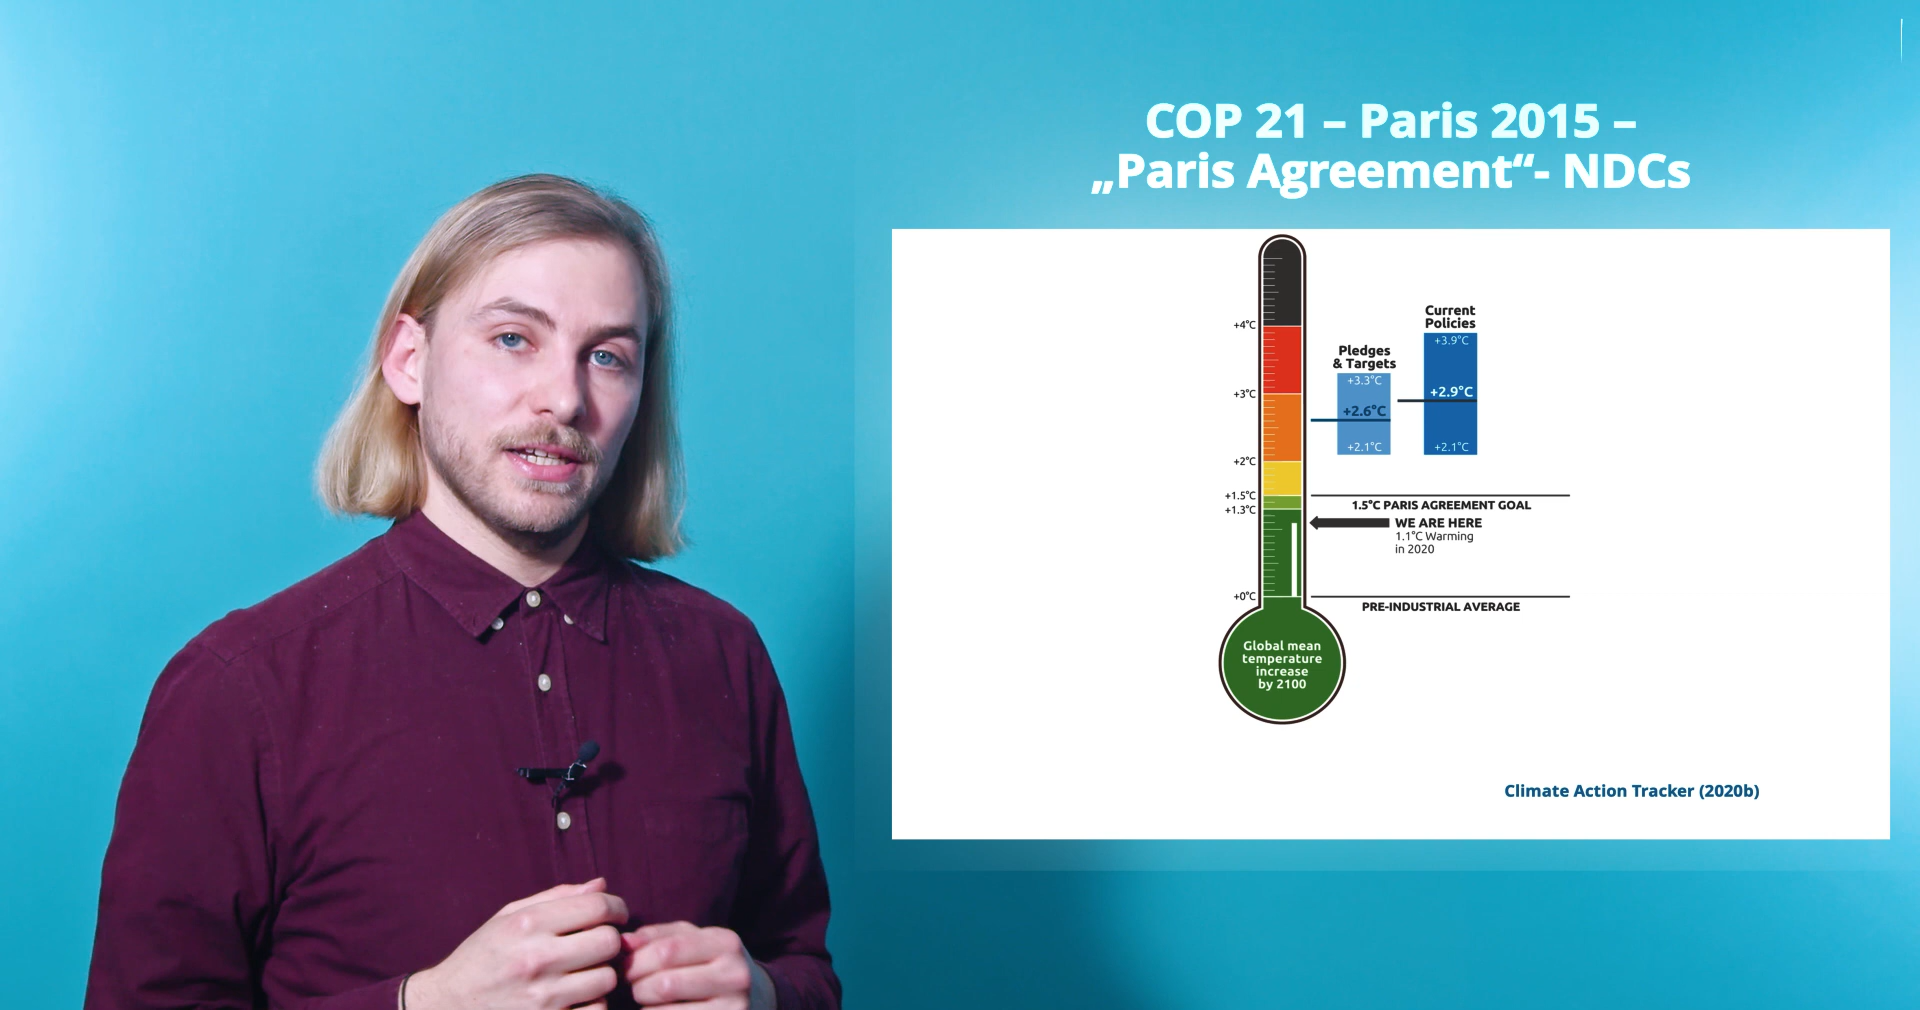 COP 21 – Paris 2015 –
„Paris Agreement“- NDCs
Current
Policies
+3.9°C
+2.9°C
+2.1°C
Pledges
& Targets
+3.3°C
+2.6°C
+2.1°C
+4°C
+3°C
+2°C
+1.5°C
+1.3°C
+0°C
1.5°C PARIS AGREEMENT GOAL
WE ARE HERE
1.1°C Warming
in 2020
PRE-INDUSTRIAL AVERAGE
Global mean
temperature
increase
by 2100
Climate Action Tracker (2020b)